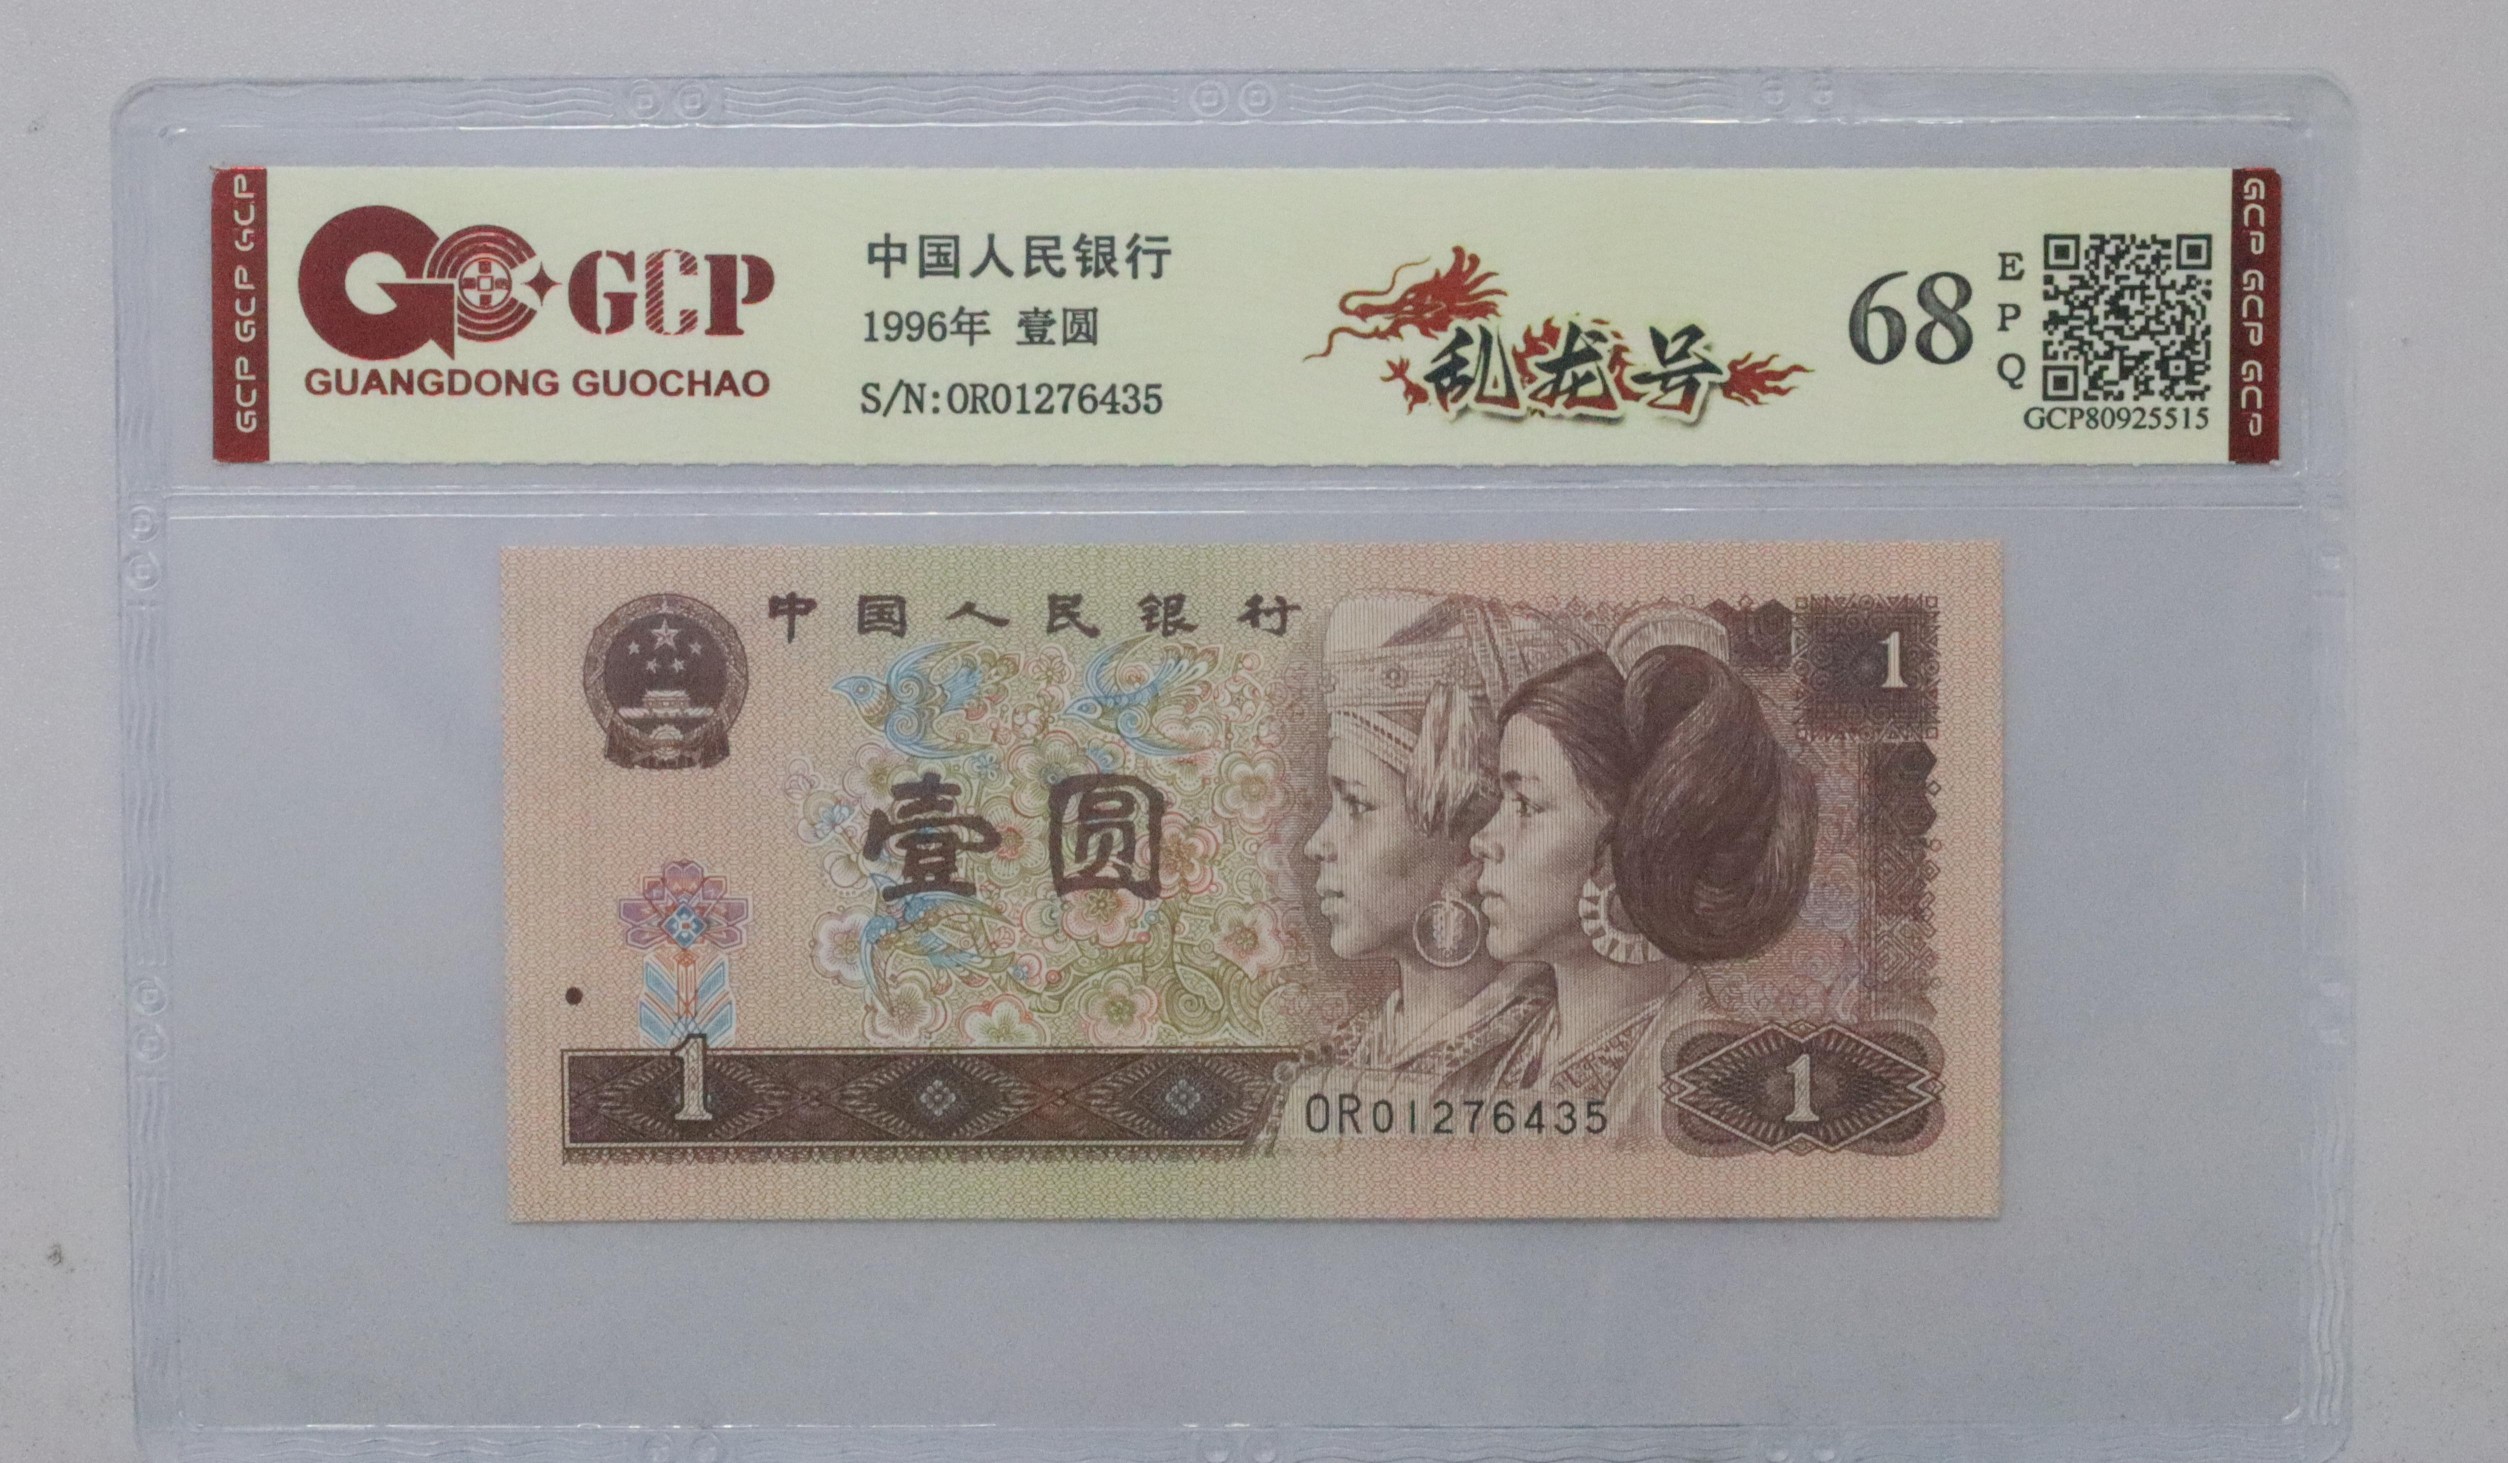 GCP GCP GCP
GCP
GUANGDONG GUOCHAO
中国人民银行
1996年 壹圆
S/N:OR01276435
乱龙号
68
E
P
Q
GCP80925515
GCP GCP GCP
中国人民银行
1
壹圆
1
OR01276435
1